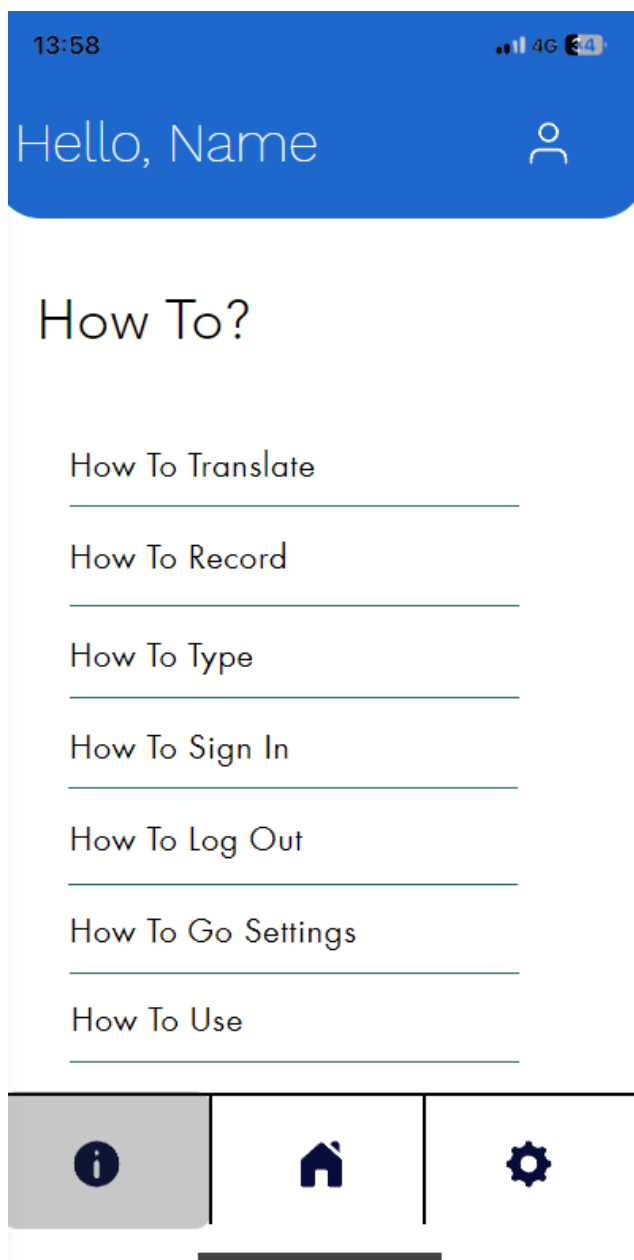 13:58
4G 34
Hello, Name
How To?
How To Translate
How To Record
How To Type
How To Sign In
How To Log Out
How To Go Settings
How To Use